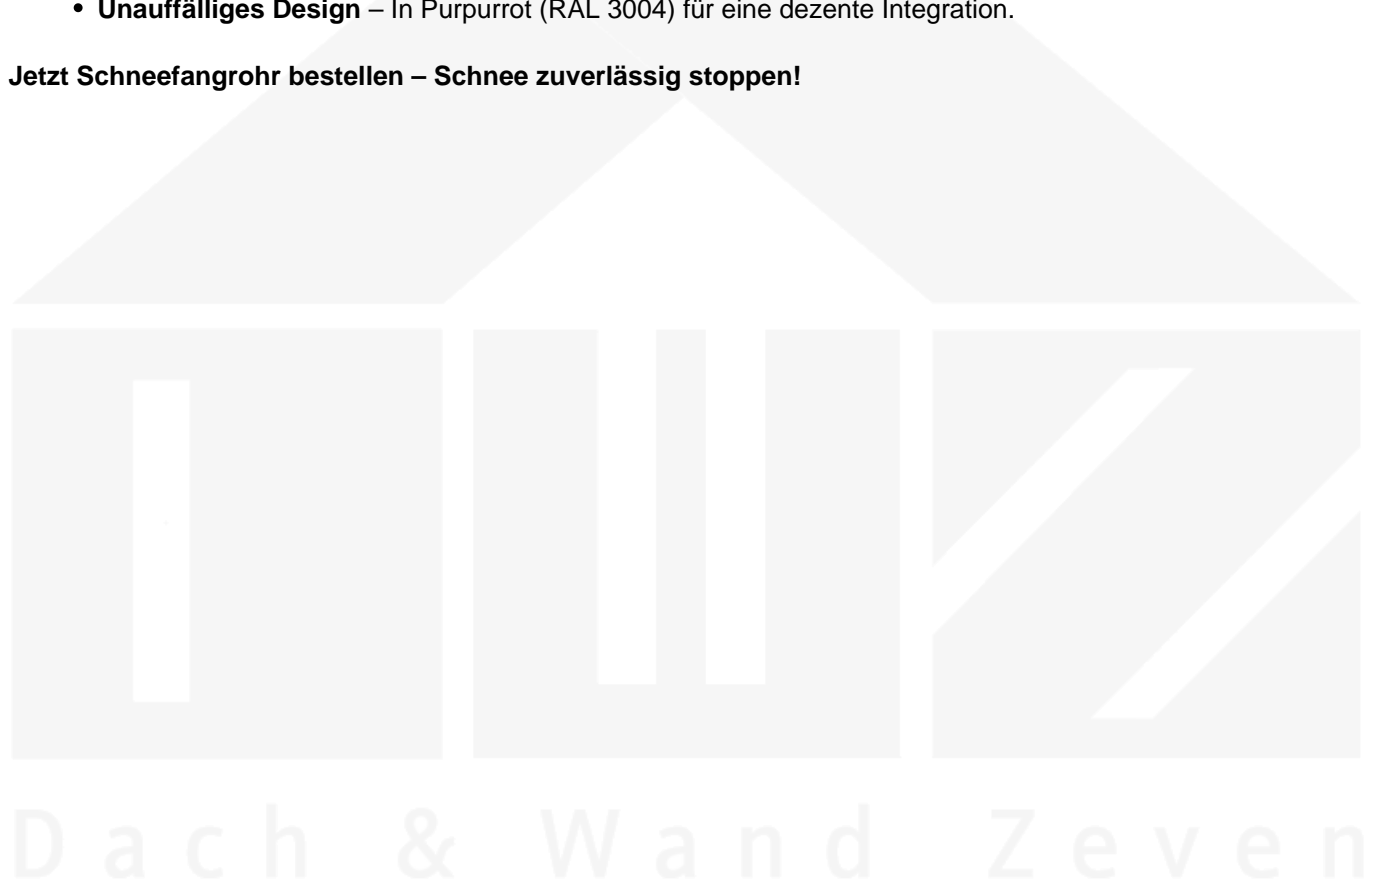 • Unauffälliges Design – In Purpurrot (RAL 3004) für eine dezente Integration.
Jetzt Schneefangrohr bestellen – Schnee zuverlässig stoppen!
Dach & Wand Zeven